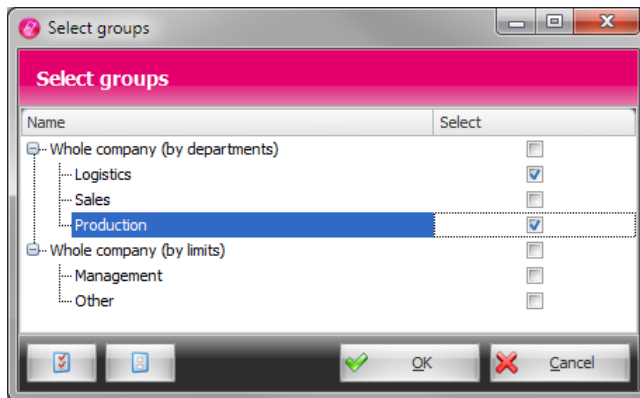 Select groups
Select groups
Name Select
Whole company (by departments)
Logistics
Sales
Production
Whole company (by limits)
Management
Other
OK Cancel